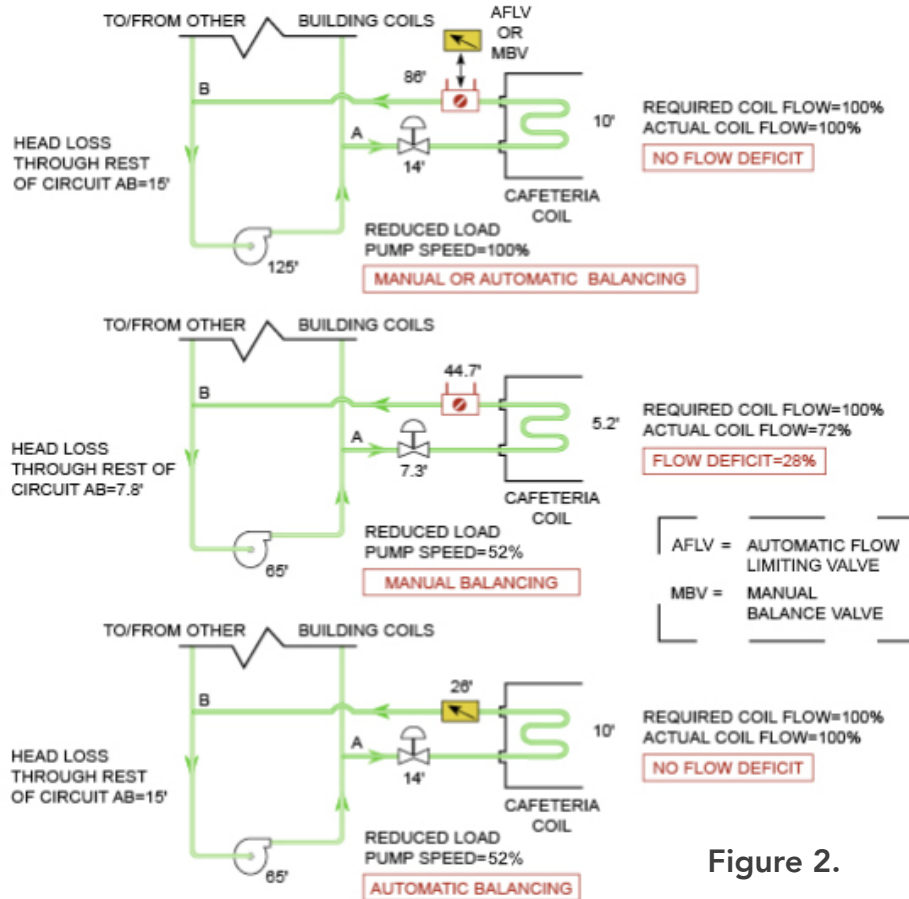 TO/FROM OTHER BUILDING COILS
AFLV
OR
MBV
B
86'
A
14'
10'
HEAD LOSS
THROUGH REST
OF CIRCUIT AB=15'
125'
CAFETERIA
COIL
REQUIRED COIL FLOW=100%
ACTUAL COIL FLOW=100%
NO FLOW DEFICIT
REDUCED LOAD
PUMP SPEED=100%
MANUAL OR AUTOMATIC BALANCING
TO/FROM OTHER BUILDING COILS
B
44.7'
A
7.3'
5.2'
HEAD LOSS
THROUGH REST OF
CIRCUIT AB=7.8'
65'
CAFETERIA
COIL
REQUIRED COIL FLOW=100%
ACTUAL COIL FLOW=72%
FLOW DEFICIT=28%
REDUCED LOAD
PUMP SPEED=52%
MANUAL BALANCING
AFLV = AUTOMATIC FLOW
LIMITING VALVE
MBV = MANUAL
BALANCE VALVE
TO/FROM OTHER BUILDING COILS
B
26'
A
14'
10'
HEAD LOSS
THROUGH REST
OF CIRCUIT AB=15'
65'
CAFETERIA
COIL
REQUIRED COIL FLOW=100%
ACTUAL COIL FLOW=100%
NO FLOW DEFICIT
REDUCED LOAD
PUMP SPEED=52%
AUTOMATIC BALANCING
Figure 2.